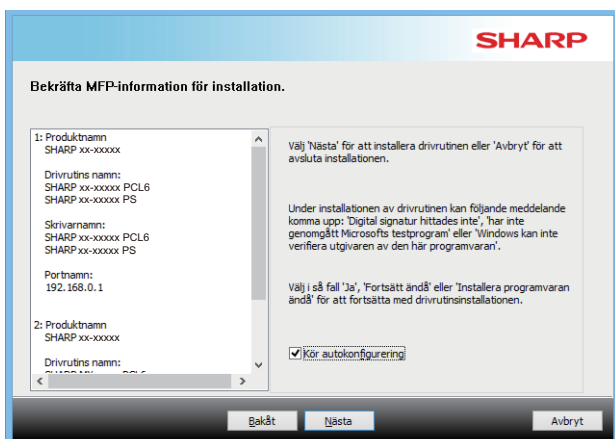 SHARP
Bekräfta MFP-information för installation.
1: Produktnamn
SHARP xx-xxxxx
Drivrutins namn:
SHARP xx-xxxxx PCL6
SHARP xx-xxxxx PS
Skrivarnamn:
SHARP xx-xxxxx PCL6
SHARP xx-xxxxx PS
Portnamn:
192.168.0.1
2: Produktnamn
SHARP xx-xxxxx
Drivrutins namn:
Välj 'Nästa' för att installera drivrutinen eller 'Avbryt' för att
avsluta installationen.
Under installationen av drivrutinen kan följande meddelande
komma upp: 'Digital signatur hittades inte', 'har inte
genomgått Microsofts testprogram' eller 'Windows kan inte
verifiera utgivaren av den här programvaran'.
Välj i så fall 'Ja', 'Fortsätt ändå' eller 'Installera programvaran
ändå' för att fortsätta med drivrutinsinstallationen.
Kör autokonfigurering
Bakåt
Nästa
Avbryt